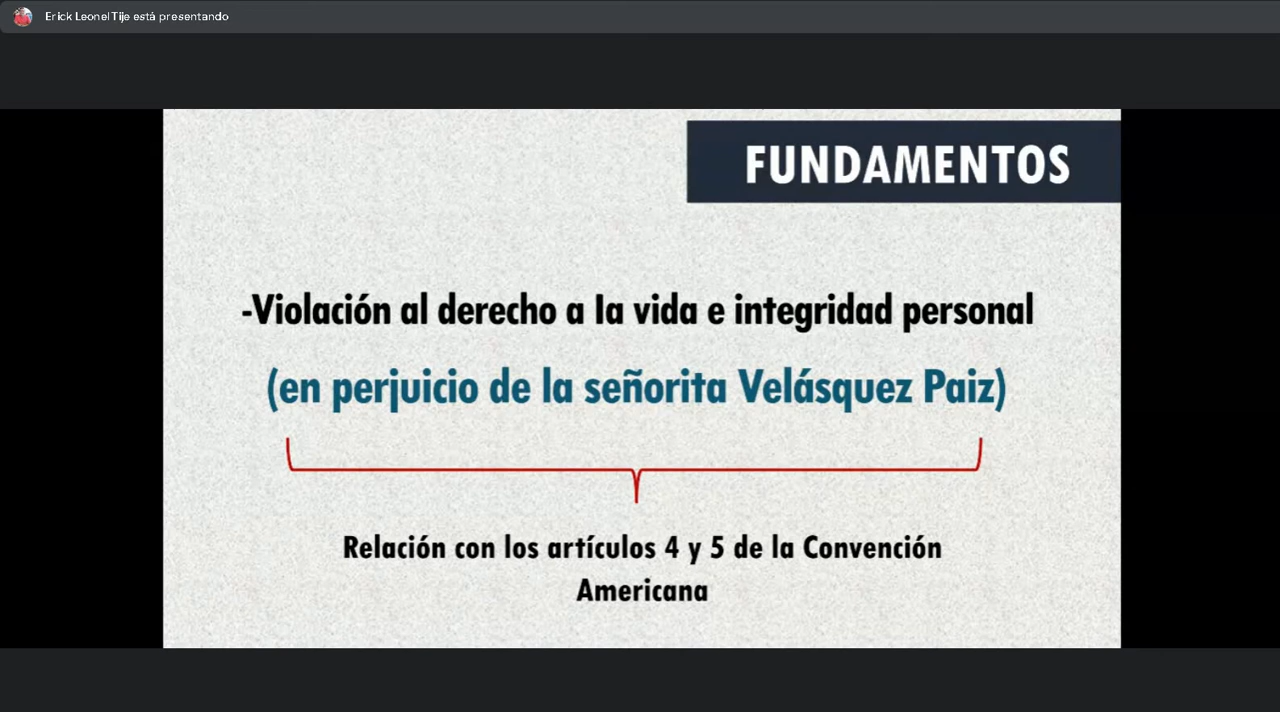 Erick Leonel Tije está presentando
FUNDAMENTOS
-Violación al derecho a la vida e integridad personal
(en perjuicio de la señorita Velásquez Paiz)
Relación con los artículos 4 y 5 de la Convención
Americana